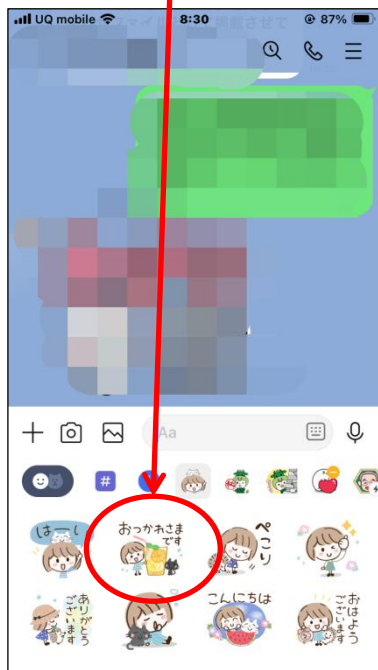 UQ mobile 8:30 87%
Aa
#
はーい
おつかれさま
です
ぺこり
ありがとう
ございます
こんにちは
おはよう
ございます